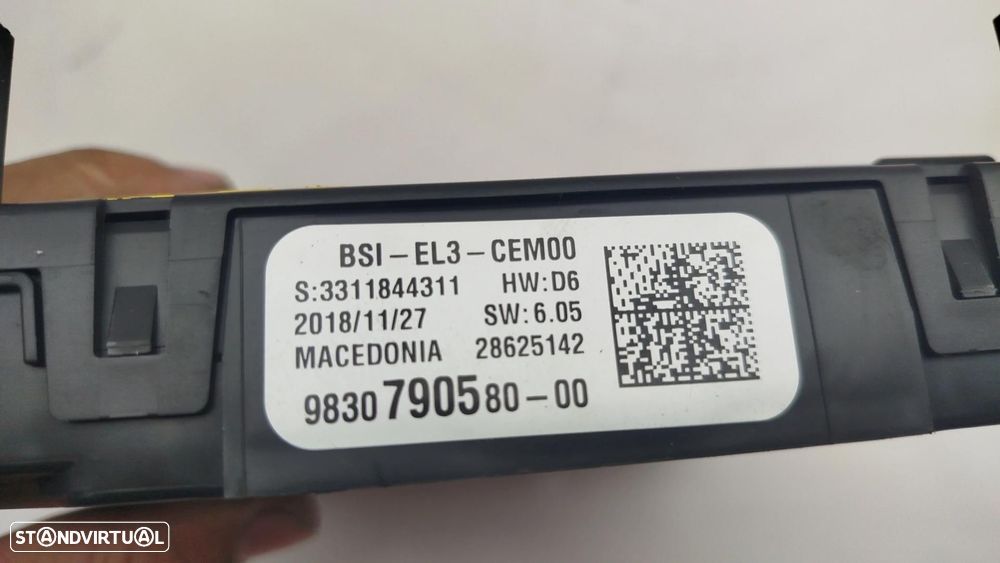 BSI-EL3-CEM00
S:3311844311 HW:D6
2018/11/27 SW:6.05
MACEDONIA 28625142
9830790580-00
STANDVIRTUAL